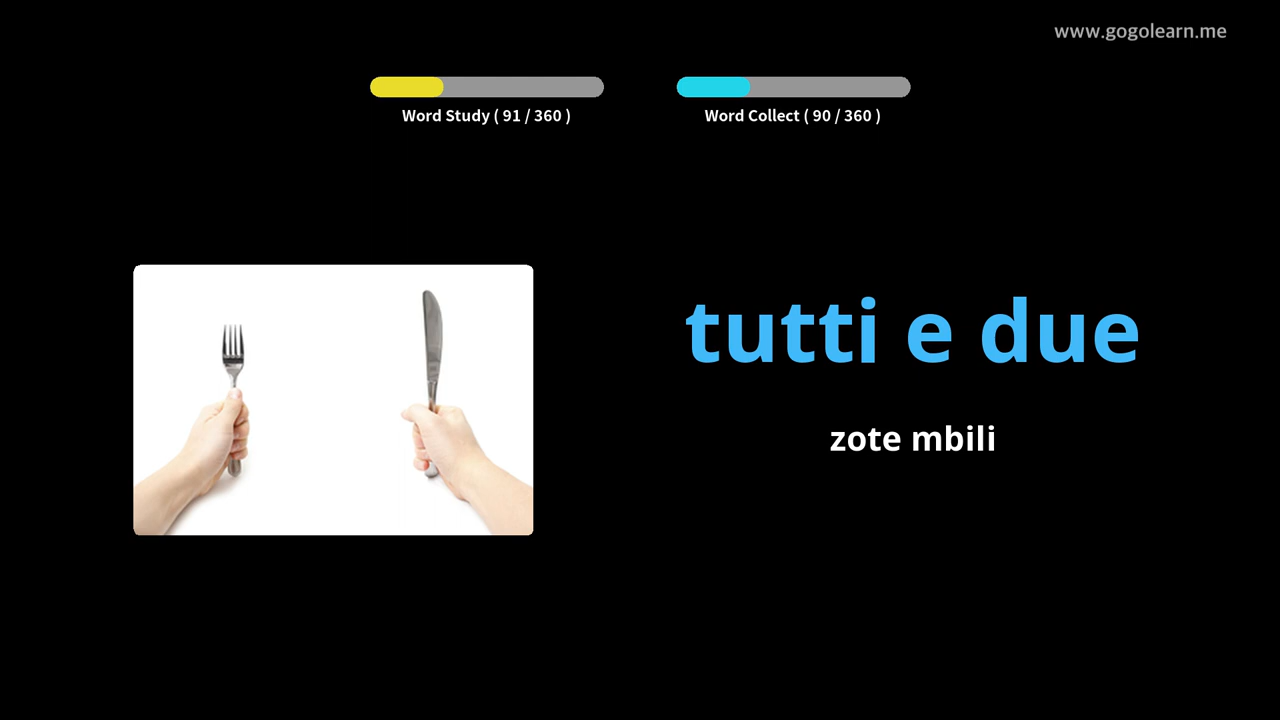 www.gogolearn.me
Word Study ( 91 / 360 )
Word Collect ( 90 / 360 )
tutti e due
zote mbili